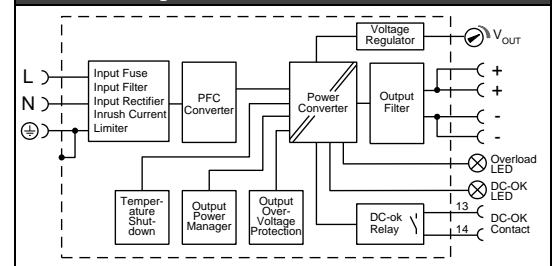 Voltage
Regulator
VOUT
L
N
Input Fuse
Input Filter
Input Rectifier
Inrush Current
Limiter
PFC
Converter
Power
Converter
Output
Filter
+
+
-
-
Overload
LED
DC-OK
LED
Temper-
ature
Shut-
down
Output
Power
Manager
Output
Over-
Voltage
Protection
DC-ok
Relay
13
14
DC-OK
Contact